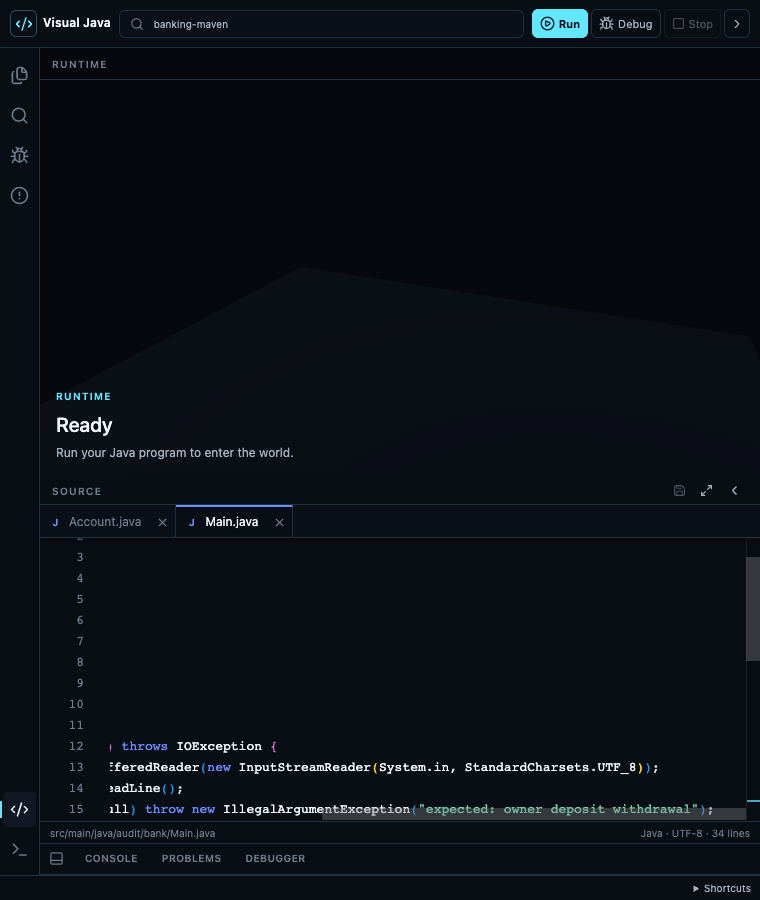 Visual Java
banking-maven
Run
Debug
Stop
RUNTIME
RUNTIME
Ready
Run your Java program to enter the world.
SOURCE
J Account.java
J Main.java
3
4
5
6
7
8
9
10
11
12 ) throws IOException {
13 fferedReader(new InputStreamReader(System.in, StandardCharsets.UTF_8));
14 eadLine();
15 ull) throw new IllegalArgumentException("expected: owner deposit withdrawal");
src/main/java/audit/bank/Main.java
Java · UTF-8 · 34 lines
CONSOLE
PROBLEMS
DEBUGGER
Shortcuts